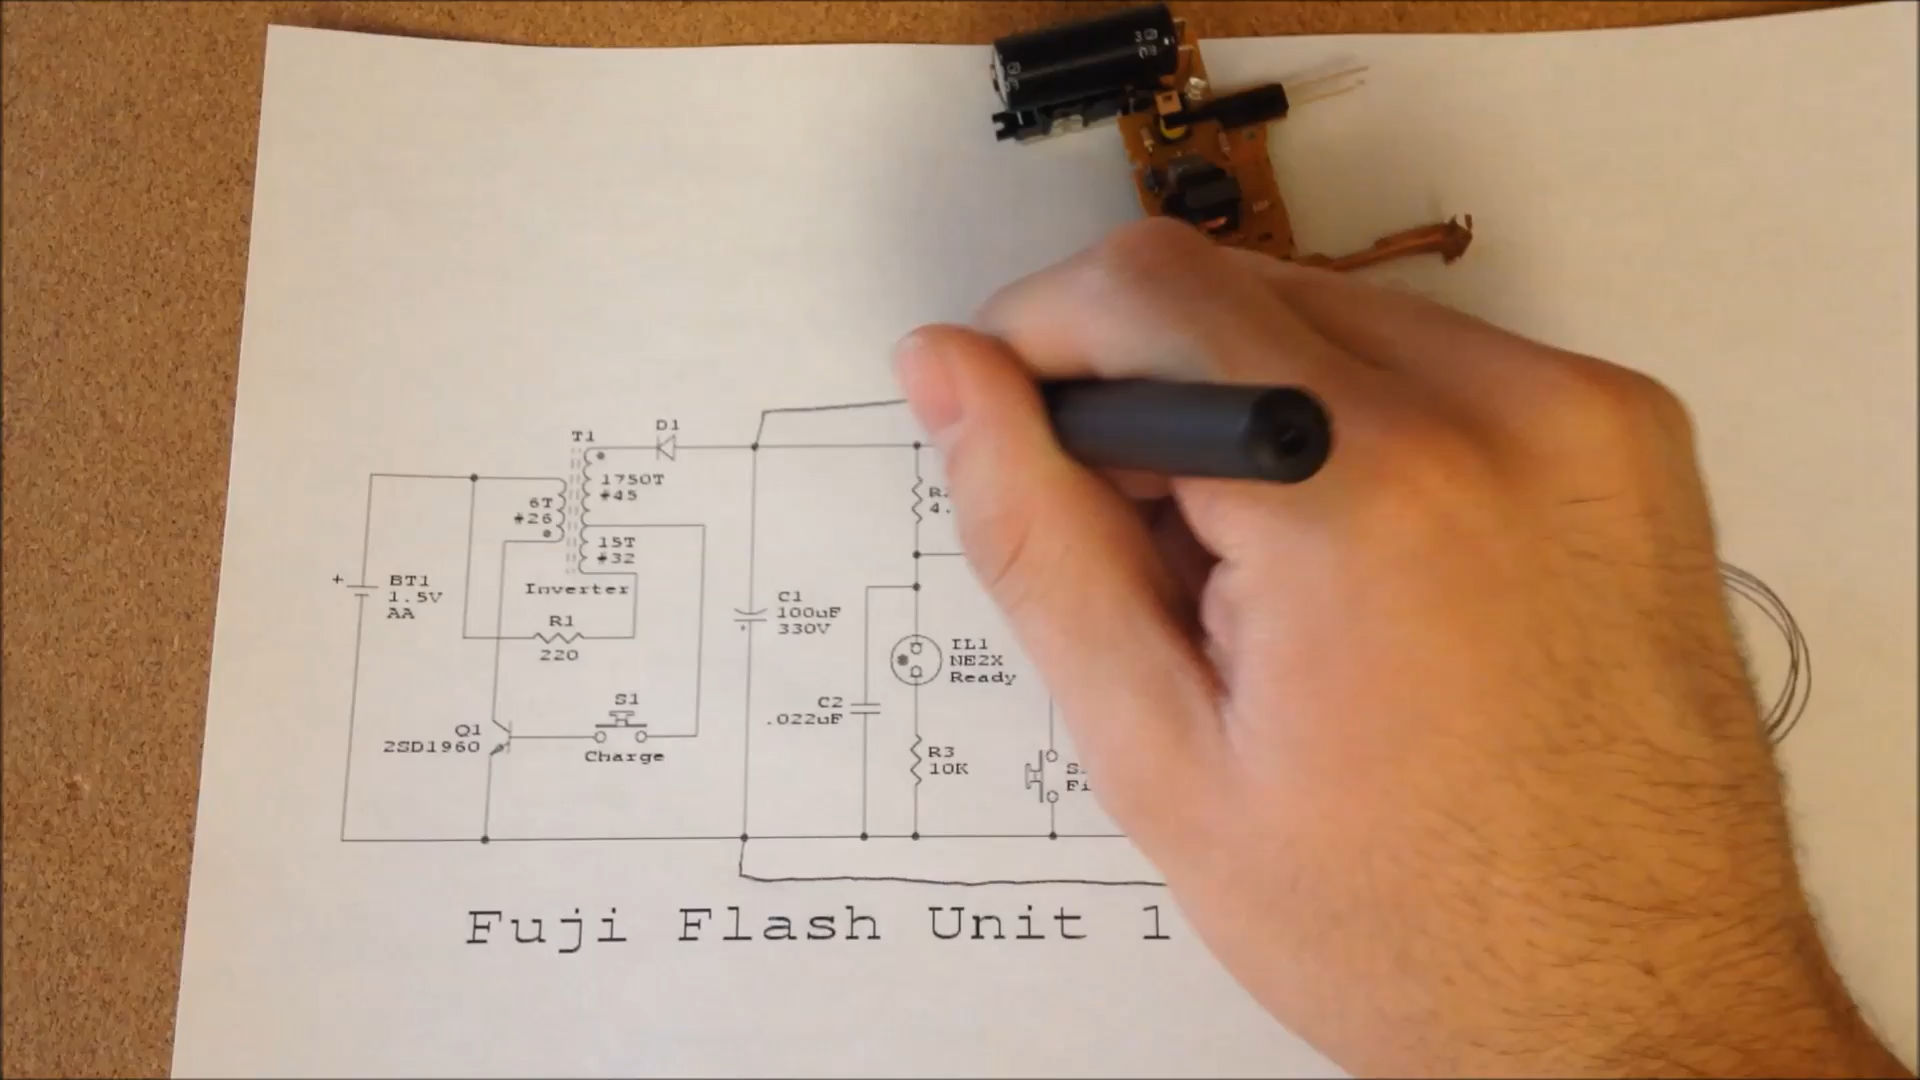 T1
D1
1750T
#45
6T
#26
15T
#32
Inverter
+
BT1
1.5V
AA
R1
220
C1
100uF
330V
4.
IL1
NE2X
Ready
C2
.022uF
S1
Charge
Q1
2SD1960
R3
10K
Fuji Flash Unit 1